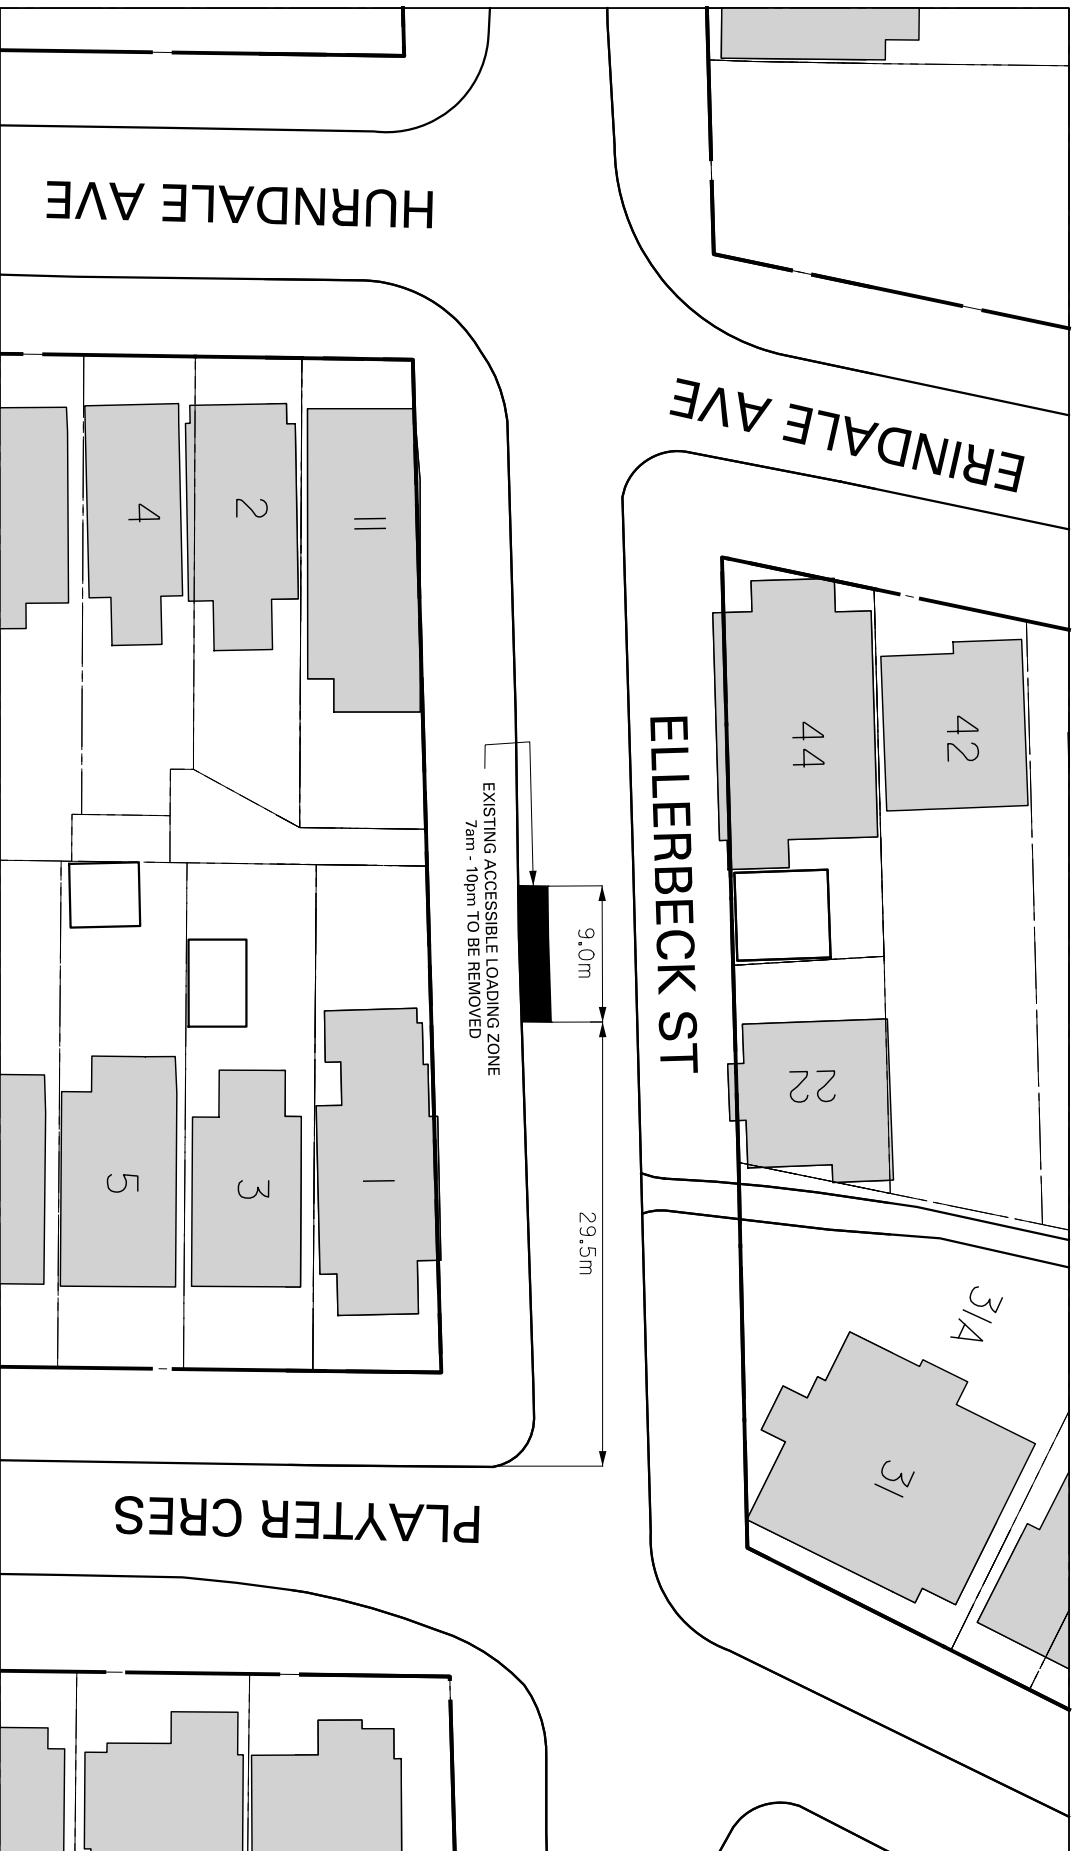 HURNDALE AVE
ERINDALE AVE
4
2
11
44
42
ELLERBECK ST
EXISTING ACCESSIBLE LOADING ZONE
7am - 10pm TO BE REMOVED
9.0m
22
5
3
1
29.5m
31A
31
PLAYTER CRES